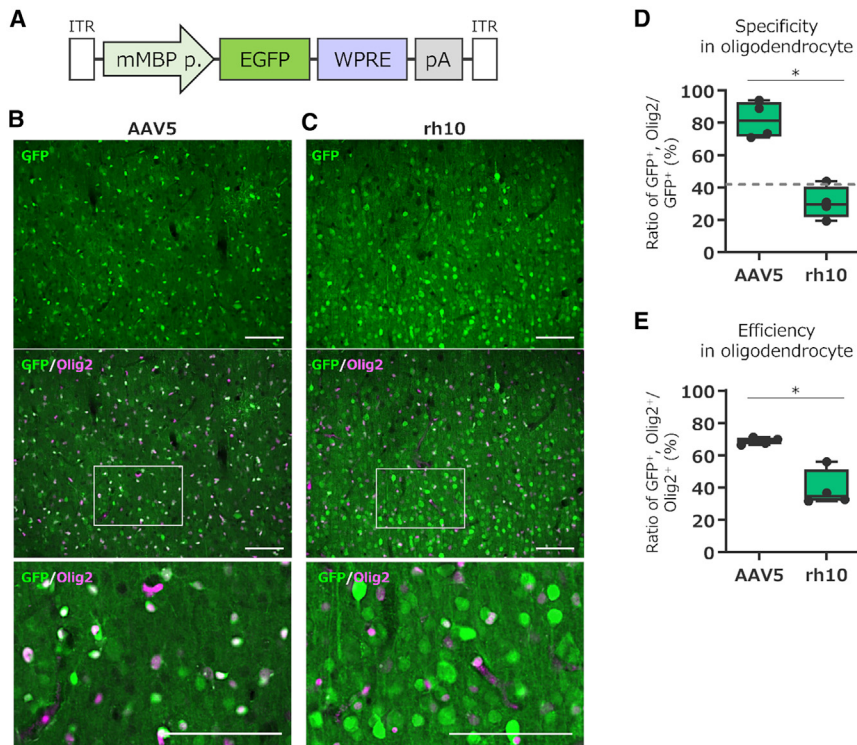 A
ITR
mMBP p.
EGFP
WPRE
pA
ITR
B
AAV5
GFP
GFP/Olig2
GFP/Olig2
C
rh10
GFP
GFP/Olig2
GFP/Olig2
D
Specificity
in oligodendrocyte
*
Ratio of GFP⁺, Olig2/
GFP⁺ (%)
100
80
60
40
20
0
AAV5
rh10
E
Efficiency
in oligodendrocyte
*
Ratio of GFP⁺, Olig2⁺/
Olig2⁺ (%)
100
80
60
40
20
0
AAV5
rh10